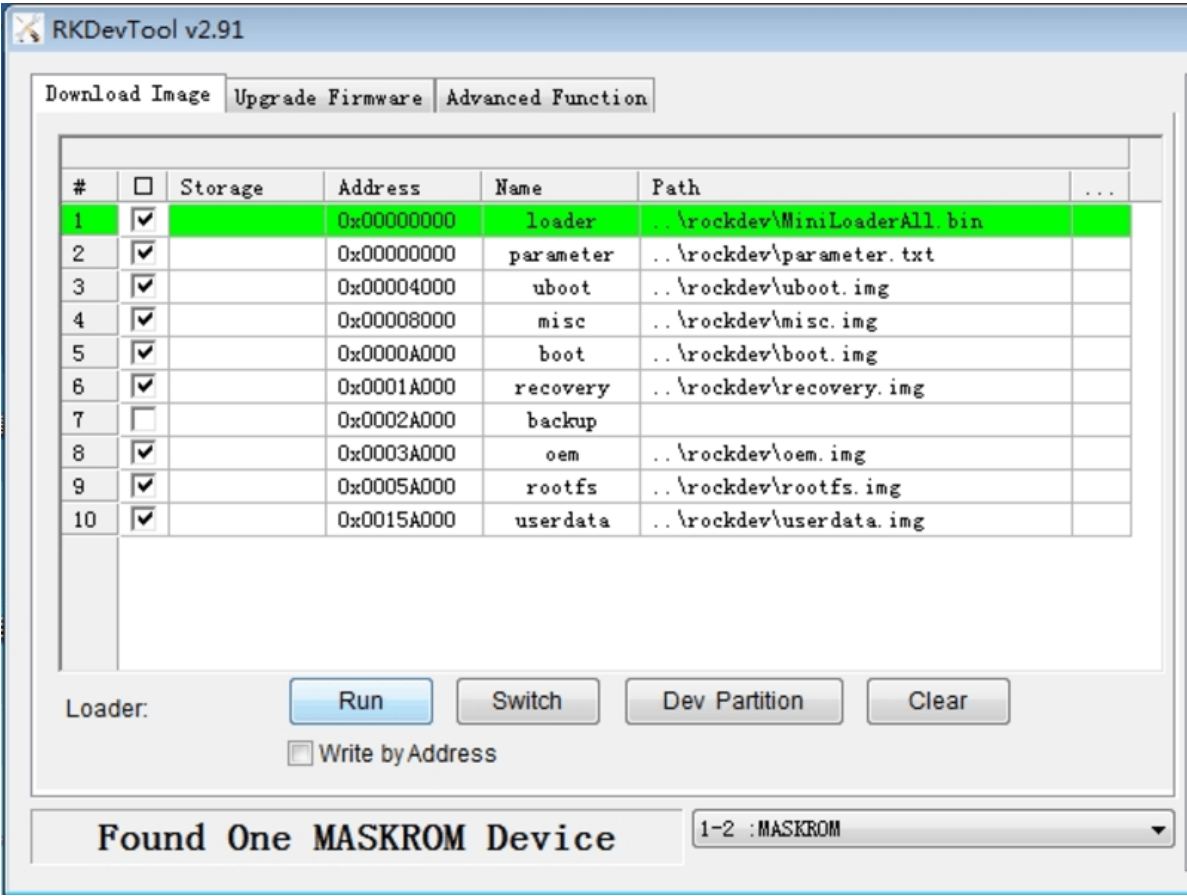 RKDevTool v2.91
Download Image Upgrade Firmware Advanced Function
# Storage Address Name Path ...
1 0x00000000 loader ..\rockdev\MiniLoaderAll.bin
2 0x00000000 parameter ..\rockdev\parameter.txt
3 0x00004000 uboot ..\rockdev\uboot.img
4 0x00008000 misc ..\rockdev\misc.img
5 0x0000A000 boot ..\rockdev\boot.img
6 0x0001A000 recovery ..\rockdev\recovery.img
7 0x0002A000 backup
8 0x0003A000 oem ..\rockdev\oem.img
9 0x0005A000 rootfs ..\rockdev\rootfs.img
10 0x0015A000 userdata ..\rockdev\userdata.img
Loader: Run Switch Dev Partition Clear
Write by Address
Found One MASKROM Device 1-2 :MASKROM